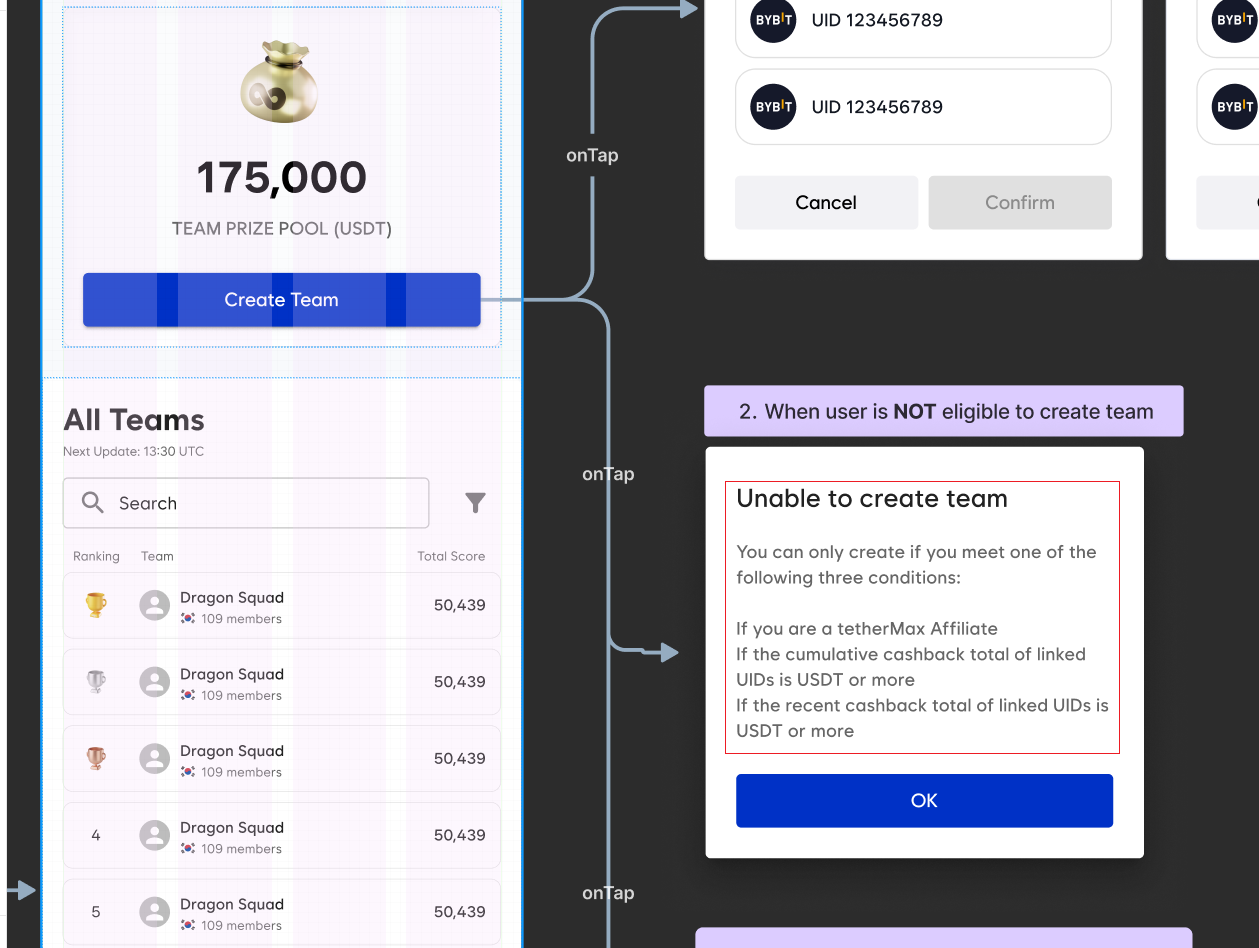 175,000
TEAM PRIZE POOL (USDT)
Create Team
All Teams
Next Update: 13:30 UTC
Search
Ranking Team Total Score
Dragon Squad
109 members
50,439
Dragon Squad
109 members
50,439
Dragon Squad
109 members
50,439
4
Dragon Squad
109 members
50,439
5
Dragon Squad
109 members
50,439
onTap
onTap
onTap
BYBIT UID 123456789
BYBIT UID 123456789
Cancel
Confirm
BYBIT
BYBIT
2. When user is NOT eligible to create team
Unable to create team
You can only create if you meet one of the
following three conditions:
If you are a tetherMax Affiliate
If the cumulative cashback total of linked
UIDs is USDT or more
If the recent cashback total of linked UIDs is
USDT or more
OK